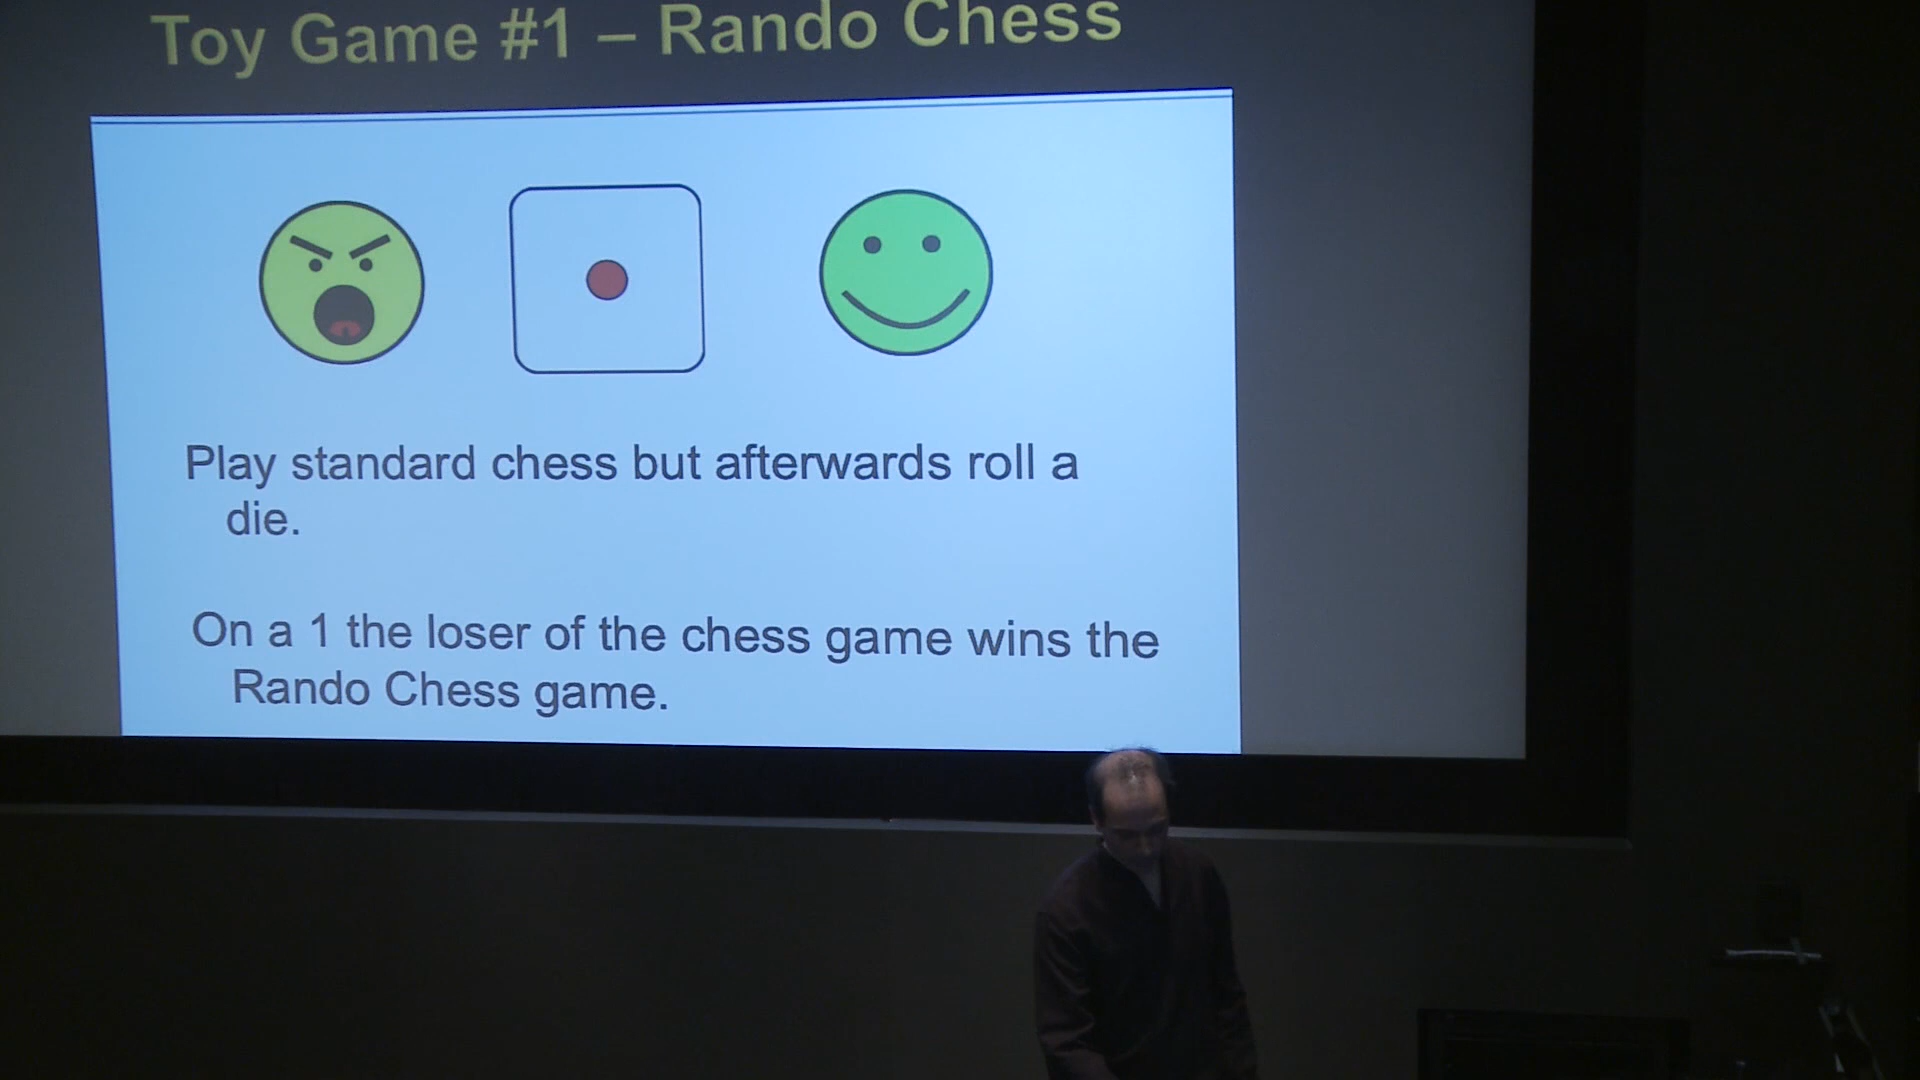 Toy Game #1 – Rando Chess
Play standard chess but afterwards roll a
die.
On a 1 the loser of the chess game wins the
Rando Chess game.